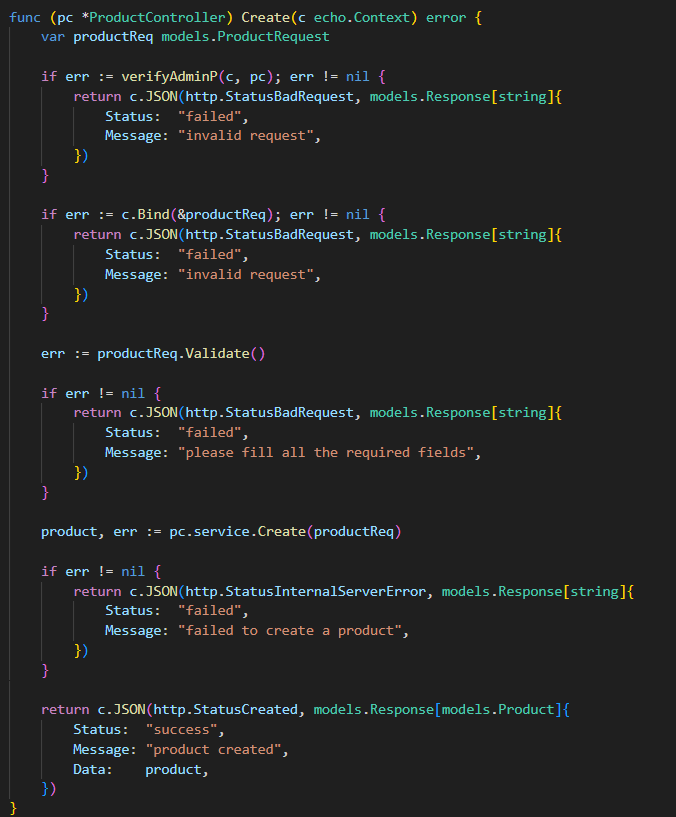 func (pc *ProductController) Create(c echo.Context) error {
    var productReq models.ProductRequest

    if err := verifyAdminP(c, pc); err != nil {
        return c.JSON(http.StatusBadRequest, models.Response[string]{
            Status:  "failed",
            Message: "invalid request",
        })
    }

    if err := c.Bind(&productReq); err != nil {
        return c.JSON(http.StatusBadRequest, models.Response[string]{
            Status:  "failed",
            Message: "invalid request",
        })
    }

    err := productReq.Validate()

    if err != nil {
        return c.JSON(http.StatusBadRequest, models.Response[string]{
            Status:  "failed",
            Message: "please fill all the required fields",
        })
    }

    product, err := pc.service.Create(productReq)

    if err != nil {
        return c.JSON(http.StatusInternalServerError, models.Response[string]{
            Status:  "failed",
            Message: "failed to create a product",
        })
    }

    return c.JSON(http.StatusCreated, models.Response[models.Product]{
        Status:  "success",
        Message: "product created",
        Data:    product,
    })
}